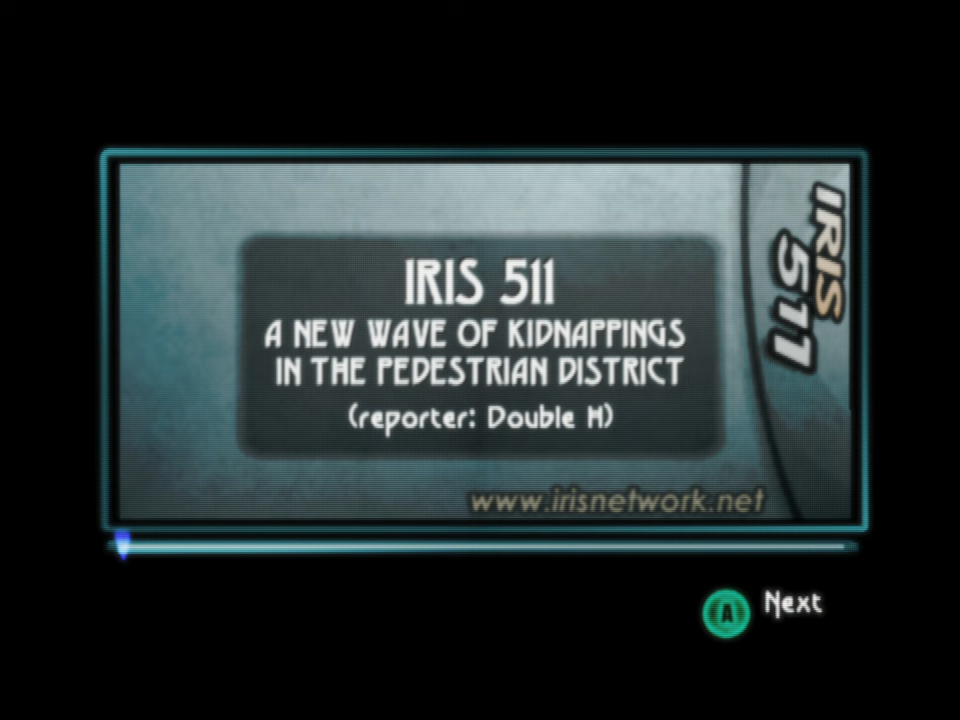 IRIS 511
A NEW WAVE OF KIDNAPPINGS
IN THE PEDESTRIAN DISTRICT
(reporter: Double H)
IRIS
511
www.irisnetwork.net
A Next